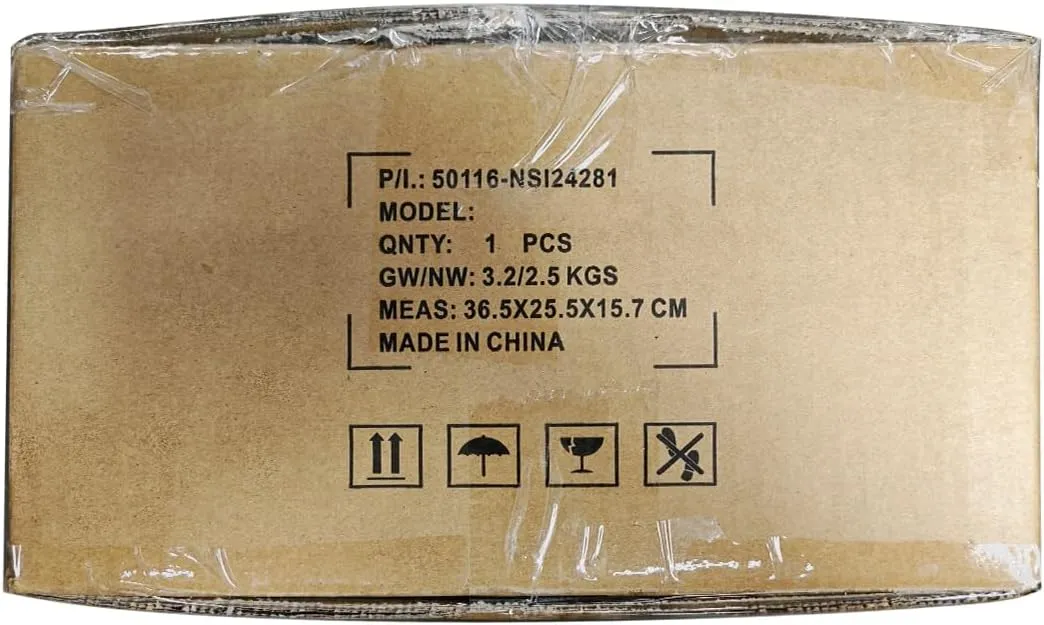 P/I.: 50116-NSI24281
MODEL:
QNTY: 1 PCS
GW/NW: 3.2/2.5 KGS
MEAS: 36.5X25.5X15.7 CM
MADE IN CHINA